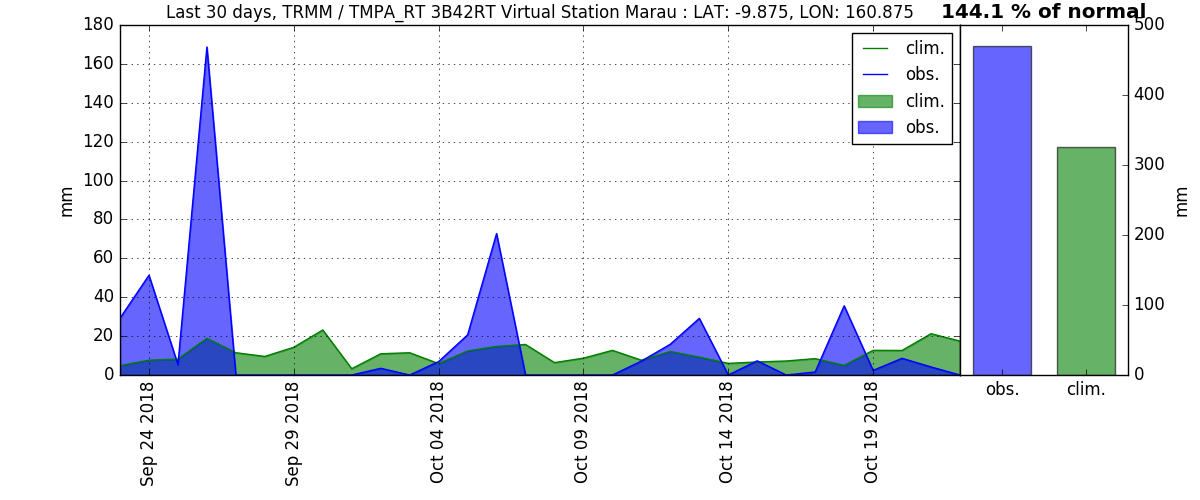 Last 30 days, TRMM / TMPA_RT 3B42RT Virtual Station Marau : LAT: -9.875, LON: 160.875
144.1 % of normal
180
160
140
120
100
80
60
40
20
0
mm
clim.
obs.
clim.
obs.
Sep 24 2018
Sep 29 2018
Oct 04 2018
Oct 09 2018
Oct 14 2018
Oct 19 2018
500
400
300
200
100
0
mm
obs.
clim.